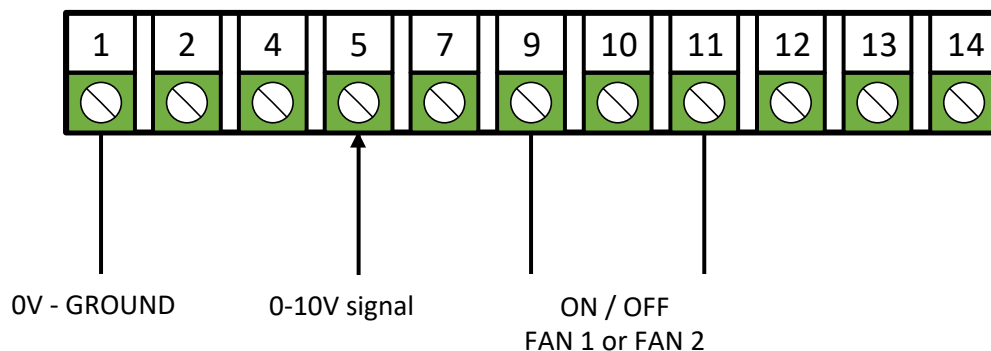 1 2 4 5 7 9 10 11 12 13 14
0V - GROUND 0-10V signal ON / OFF
FAN 1 or FAN 2